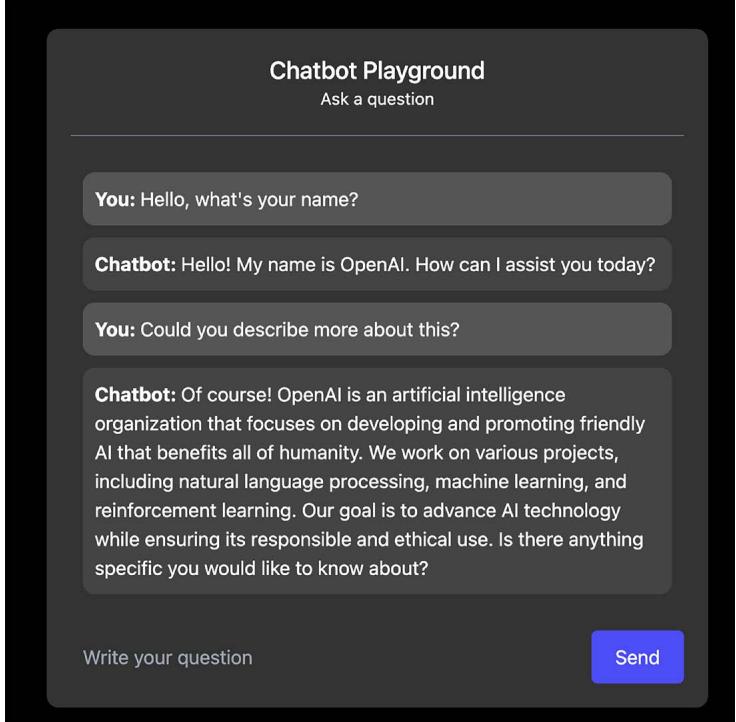 Chatbot Playground
Ask a question
You: Hello, what's your name?
Chatbot: Hello! My name is OpenAI. How can I assist you today?
You: Could you describe more about this?
Chatbot: Of course! OpenAI is an artificial intelligence
organization that focuses on developing and promoting friendly
AI that benefits all of humanity. We work on various projects,
including natural language processing, machine learning, and
reinforcement learning. Our goal is to advance AI technology
while ensuring its responsible and ethical use. Is there anything
specific you would like to know about?
Write your question
Send